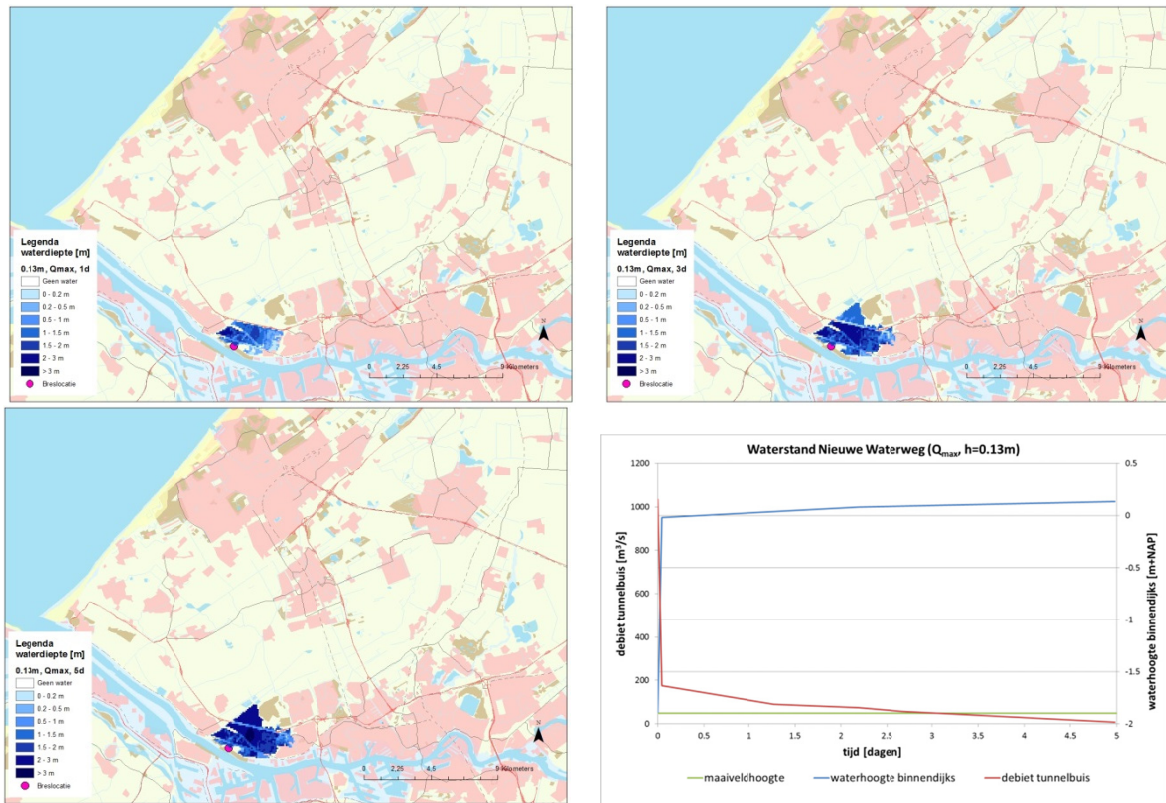 Legenda
waterdiepte [m]
0.13m, Qmax, 1d
Geen water
0 - 0.2 m
0.2 - 0.5 m
0.5 - 1 m
1 - 1.5 m
1.5 - 2 m
2 - 3 m
> 3 m
Breslocatie
N
0 2,25 4,5 9 Kilometers
Legenda
waterdiepte [m]
0.13m, Qmax, 3d
Geen water
0 - 0.2 m
0.2 - 0.5 m
0.5 - 1 m
1 - 1.5 m
1.5 - 2 m
2 - 3 m
> 3 m
Breslocatie
N
0 2,25 4,5 9 Kilometers
Legenda
waterdiepte [m]
0.13m, Qmax, 5d
Geen water
0 - 0.2 m
0.2 - 0.5 m
0.5 - 1 m
1 - 1.5 m
1.5 - 2 m
2 - 3 m
> 3 m
Breslocatie
N
0 2,25 4,5 9 Kilometers
Waterstand Nieuwe Waterweg (Qmax, h=0.13m)
debiet tunnelbuis [m³/s]
1200
1000
800
600
400
200
0
0.5
0
-0.5
-1
-1.5
-2
waterhoogte binnendijks [m+NAP]
0 0.5 1 1.5 2 2.5 3 3.5 4 4.5 5
tijd [dagen]
maaiveldhoogte waterhoogte binnendijks debiet tunnelbuis